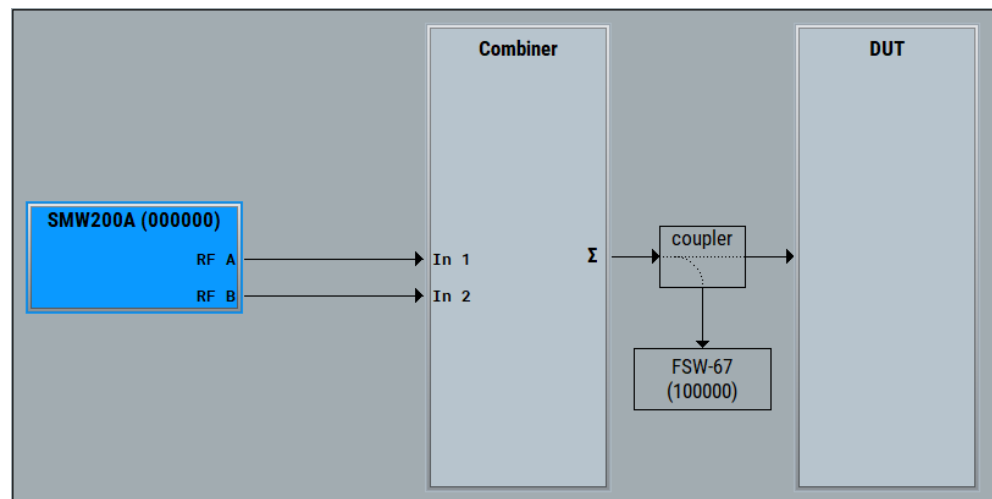 Combiner
DUT
SMW200A (000000)
RF A
RF B
In 1
In 2
Σ
coupler
FSW-67
(100000)